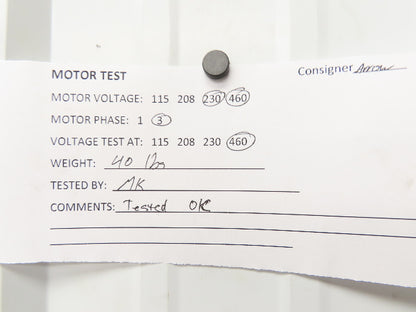 MOTOR TEST Consigner Arrow
MOTOR VOLTAGE: 115 208 230 460
MOTOR PHASE: 1 3
VOLTAGE TEST AT: 115 208 230 460
WEIGHT: 40 lbs
TESTED BY: MK
COMMENTS: Tested OK